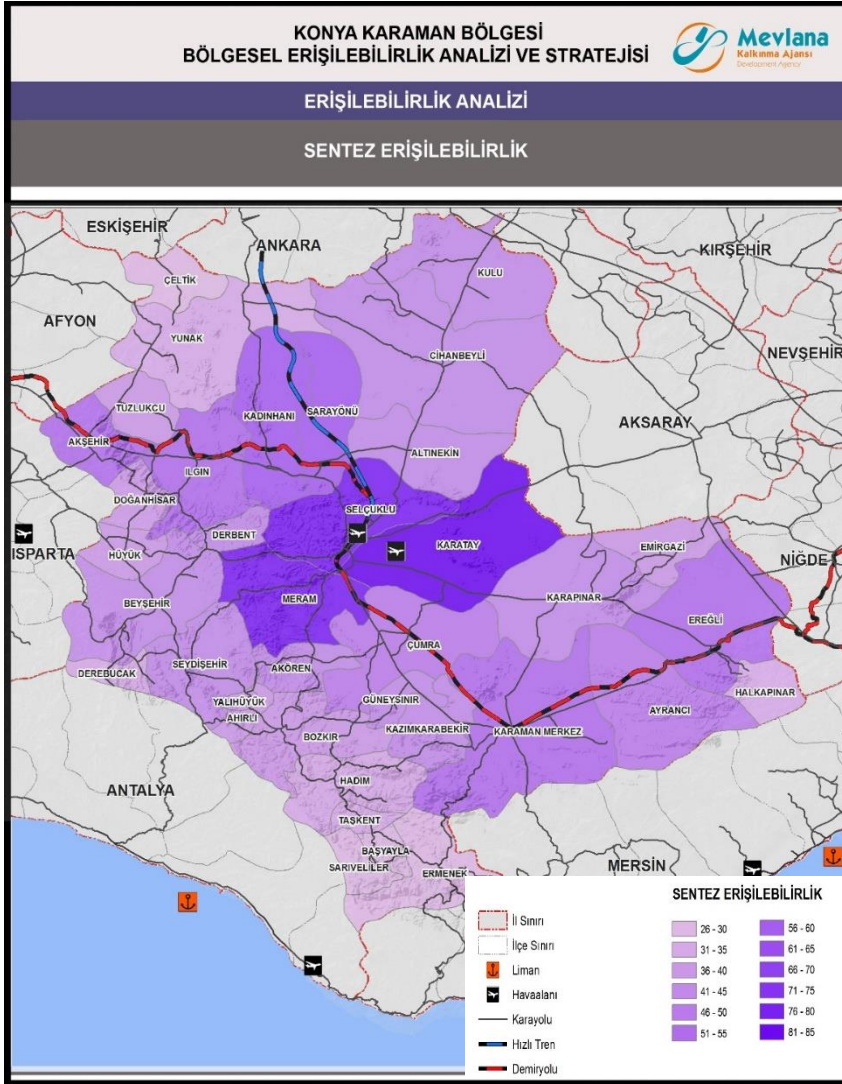 KONYA KARAMAN BÖLGESİ
BÖLGESEL ERİŞİLEBİLİRLİK ANALİZİ VE STRATEJİSİ
Mevlana
Kalkınma Ajansı
Development Agency
ERİŞİLEBİLİRLİK ANALİZİ
SENTEZ ERİŞİLEBİLİRLİK
ESKİŞEHİR
ANKARA
KIRŞEHİR
ÇELTİK
KULU
AFYON
YUNAK
NEVŞEHİR
CİHANBEYLİ
TÜZLUKCU
KADINHANI
SARAYÖNÜ
AKSARAY
AKŞEHİR
ILGIN
ALTINEKİN
DOĞANHİSAR
SELÇUKLU
DERBENT
KARATAY
ISPARTA
HÜYÜK
EMİRGAZİ
NİĞDE
BEYŞEHİR
MERAM
KARAPINAR
EREĞLİ
ÇUMRA
DEREBUCAK
SEYDİŞEHİR
AKÖREN
HALKAPINAR
YALIHÜYÜK
GÜNEYSINIR
AYRANCI
AHIRLI
BOZKIR
KAZIMKARABEKİR
KARAMAN MERKEZ
HADIM
ANTALYA
TAŞKENT
BAŞYAYLA
SARIVELİLER
ERMENEK
MERSİN
İl Sınırı
İlçe Sınırı
Liman
Havaalanı
Karayolu
Hızlı Tren
Demiryolu
SENTEZ ERİŞİLEBİLİRLİK
26 - 30
31 - 35
36 - 40
41 - 45
46 - 50
51 - 55
56 - 60
61 - 65
66 - 70
71 - 75
76 - 80
81 - 85